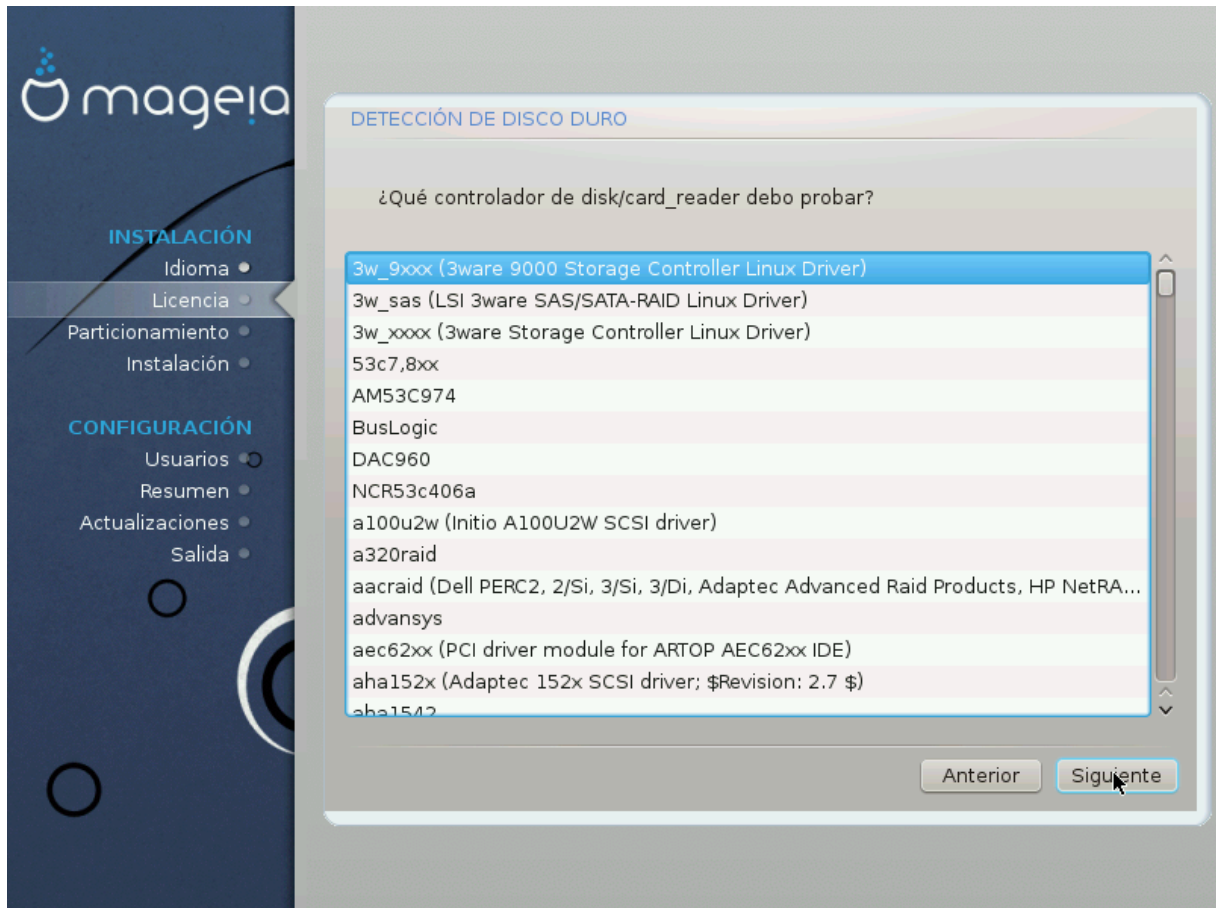 mageia
INSTALACIÓN
Idioma
Licencia
Particionamiento
Instalación
CONFIGURACIÓN
Usuarios
Resumen
Actualizaciones
Salida
DETECCIÓN DE DISCO DURO
¿Qué controlador de disk/card_reader debo probar?
3w_9xxx (3ware 9000 Storage Controller Linux Driver)
3w_sas (LSI 3ware SAS/SATA-RAID Linux Driver)
3w_xxxx (3ware Storage Controller Linux Driver)
53c7,8xx
AM53C974
BusLogic
DAC960
NCR53c406a
a100u2w (Initio A100U2W SCSI driver)
a320raid
aacraid (Dell PERC2, 2/Si, 3/Si, 3/Di, Adaptec Advanced Raid Products, HP NetRA...
advansys
aec62xx (PCI driver module for ARTOP AEC62xx IDE)
aha152x (Adaptec 152x SCSI driver; $Revision: 2.7 $)
aha1542
Anterior
Siguiente